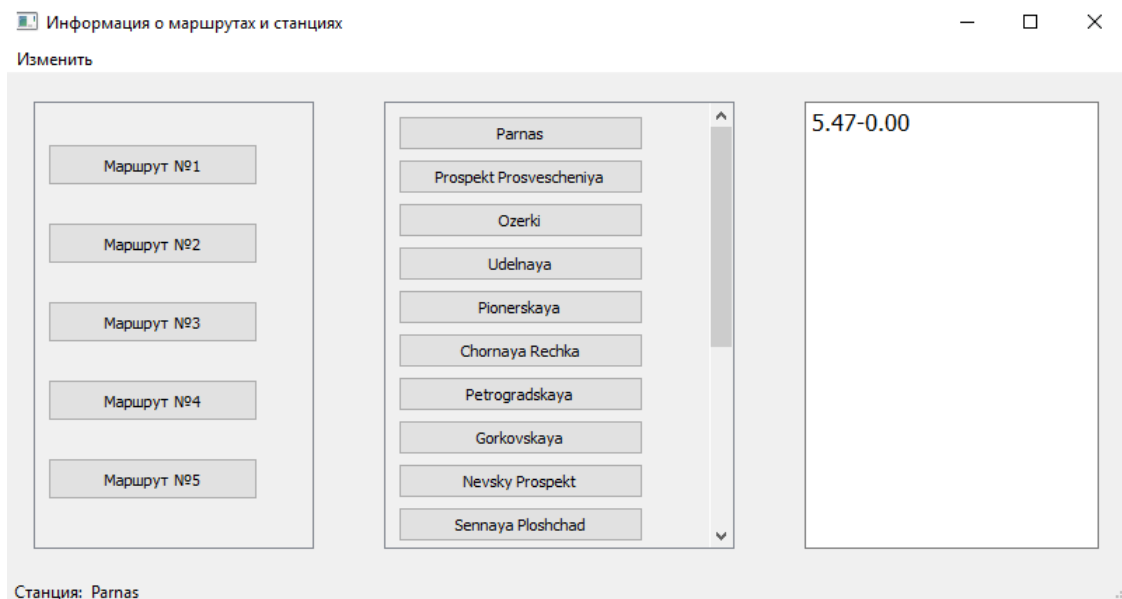 Информация о маршрутах и станциях
Изменить
Маршрут №1
Маршрут №2
Маршрут №3
Маршрут №4
Маршрут №5
Parnas
Prospekt Prosvescheniya
Ozerki
Udelnaya
Pionerskaya
Chornaya Rechka
Petrogradskaya
Gorkovskaya
Nevsky Prospekt
Sennaya Ploshchad
5.47-0.00
Станция: Parnas